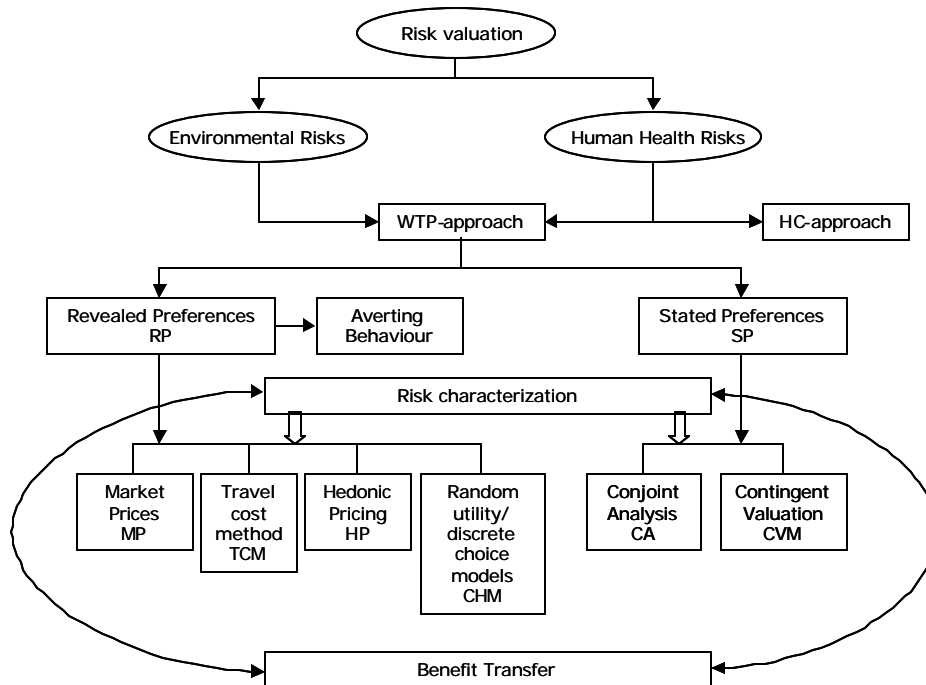 Risk valuation
Environmental Risks
Human Health Risks
WTP-approach
HC-approach
Revealed Preferences
RP
Averting
Behaviour
Stated Preferences
SP
Risk characterization
Market
Prices
MP
Travel
cost
method
TCM
Hedonic
Pricing
HP
Random
utility/
discrete
choice
models
CHM
Conjoint
Analysis
CA
Contingent
Valuation
CVM
Benefit Transfer